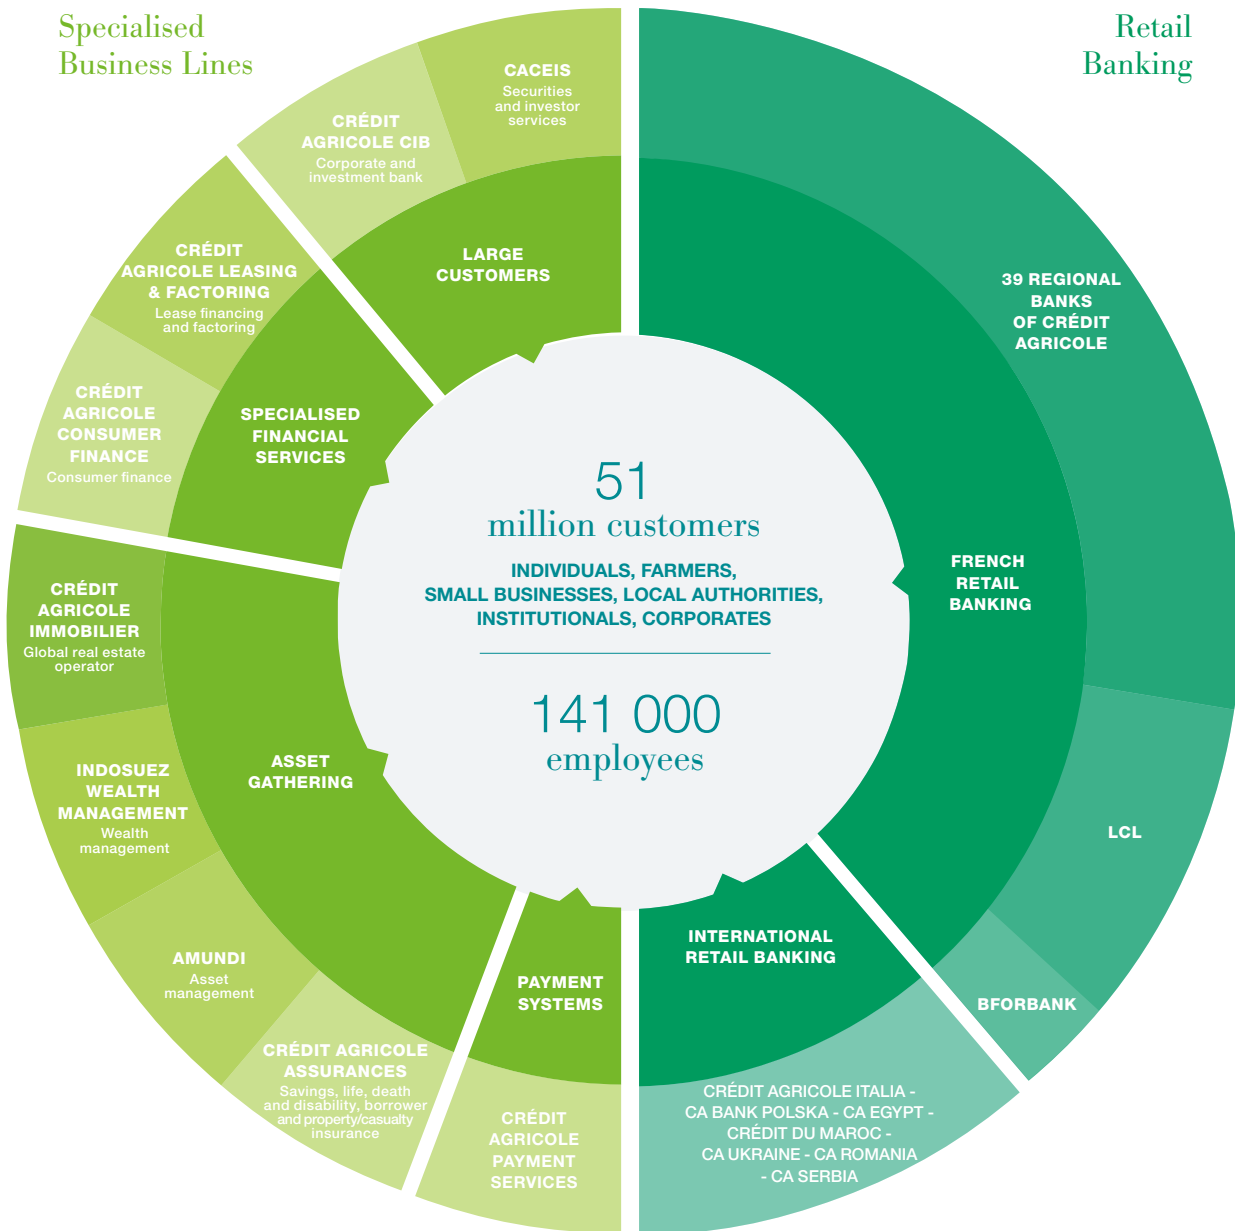 Specialised
Business Lines
Retail
Banking
CACEIS
Securities
and investor
services
CRÉDIT
AGRICOLE CIB
Corporate and
investment bank
LARGE
CUSTOMERS
CRÉDIT
AGRICOLE LEASING
& FACTORING
Lease financing
and factoring
CRÉDIT
AGRICOLE
CONSUMER
FINANCE
Consumer finance
SPECIALISED
FINANCIAL
SERVICES
39 REGIONAL
BANKS
OF CRÉDIT
AGRICOLE
FRENCH
RETAIL
BANKING
51
million customers
INDIVIDUALS, FARMERS,
SMALL BUSINESSES, LOCAL AUTHORITIES,
INSTITUTIONALS, CORPORATES
141 000
employees
CRÉDIT
AGRICOLE
IMMOBILIER
Global real estate
operator
INDOSUEZ
WEALTH
MANAGEMENT
Wealth
management
ASSET
GATHERING
AMUNDI
Asset
management
CRÉDIT AGRICOLE
ASSURANCES
Savings, life, death
and disability, borrower
and property/casualty
insurance
PAYMENT
SYSTEMS
CRÉDIT
AGRICOLE
PAYMENT
SERVICES
LCL
BFORBANK
INTERNATIONAL
RETAIL BANKING
CRÉDIT AGRICOLE ITALIA -
CA BANK POLSKA - CA EGYPT -
CRÉDIT DU MAROC -
CA UKRAINE - CA ROMANIA
- CA SERBIA